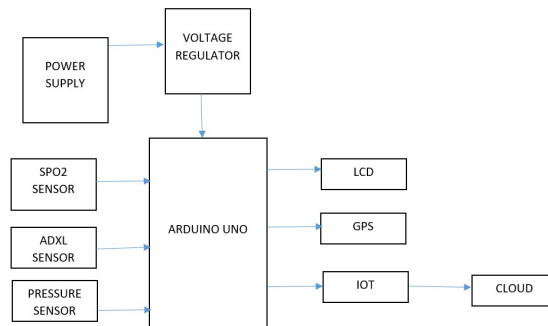 POWER
SUPPLY
VOLTAGE
REGULATOR
SPO2
SENSOR
ADXL
SENSOR
PRESSURE
SENSOR
ARDUINO UNO
LCD
GPS
IOT
CLOUD